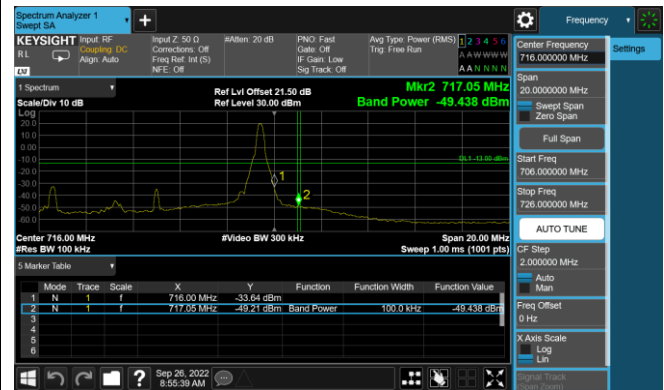 Spectrum Analyzer 1
Swept SA
+
Frequency
KEYSIGHT
RL
LXI
Input: RF
Coupling: DC
Align: Auto
Input Z: 50 Ω
Corrections: Off
Freq Ref: Int (S)
NFE: Off
#Atten: 20 dB
PNO: Fast
Gate: Off
IF Gain: Low
Sig Track: Off
Avg Type: Power (RMS)
Trig: Free Run
1 2 3 4 5 6
A A W W W W
A A N N N N
1 Spectrum
Scale/Div 10 dB
Ref Lvl Offset 21.50 dB
Ref Level 30.00 dBm
Mkr2 717.05 MHz
Band Power -49.438 dBm
Log
20.0
10.0
0.00
-10.0
-20.0
-30.0
-40.0
-50.0
-60.0
DL1 -13.00 dBm
1
2
Center 716.00 MHz
#Res BW 100 kHz
#Video BW 300 kHz
Span 20.00 MHz
Sweep 1.00 ms (1001 pts)
5 Marker Table
Mode Trace Scale X Y Function Function Width Function Value
1 N 1 f 716.00 MHz -33.64 dBm
2 N 1 f 717.05 MHz -49.21 dBm Band Power 100.0 kHz -49.438 dBm
3
4
5
6
?
Sep 26, 2022
8:55:39 AM
Center Frequency
716.000000 MHz
Span
20.0000000 MHz
Swept Span
Zero Span
Full Span
Start Freq
706.000000 MHz
Stop Freq
726.000000 MHz
AUTO TUNE
CF Step
2.000000 MHz
Auto
Man
Freq Offset
0 Hz
X Axis Scale
Log
Lin
Signal Track
(Span Zoom)
Settings